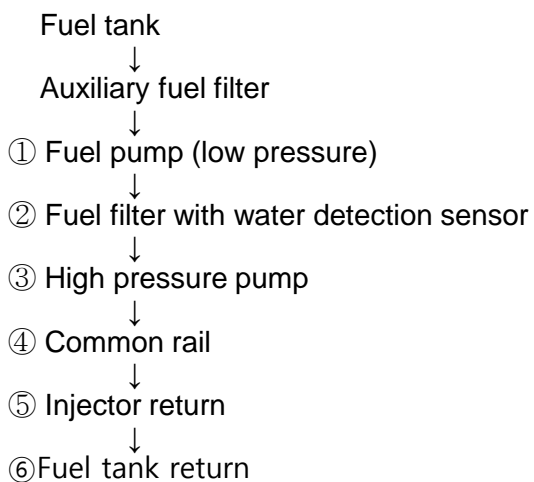 Fuel tank
↓
Auxiliary fuel filter
↓
① Fuel pump (low pressure)
↓
② Fuel filter with water detection sensor
↓
③ High pressure pump
↓
④ Common rail
↓
⑤ Injector return
↓
⑥Fuel tank return